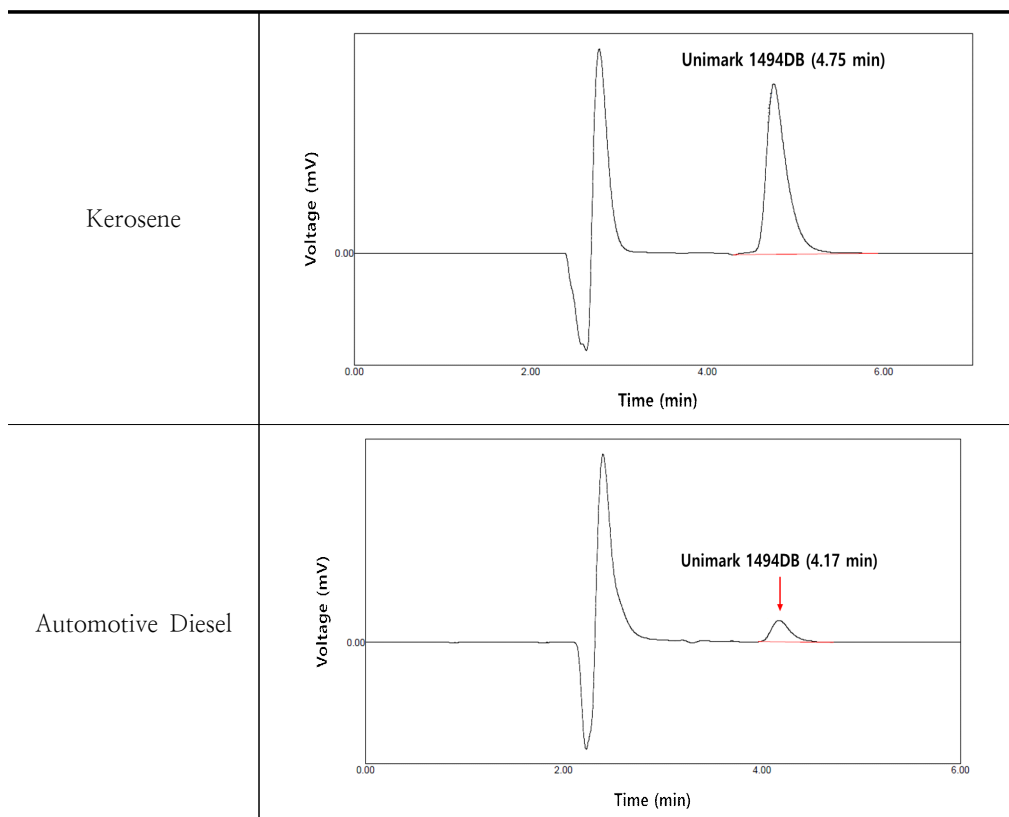 Kerosene
Unimark 1494DB (4.75 min)
Voltage (mV)
0.00
0.00 2.00 4.00 6.00
Time (min)
Automotive Diesel
Unimark 1494DB (4.17 min)
Voltage (mV)
0.00
0.00 2.00 4.00 6.00
Time (min)